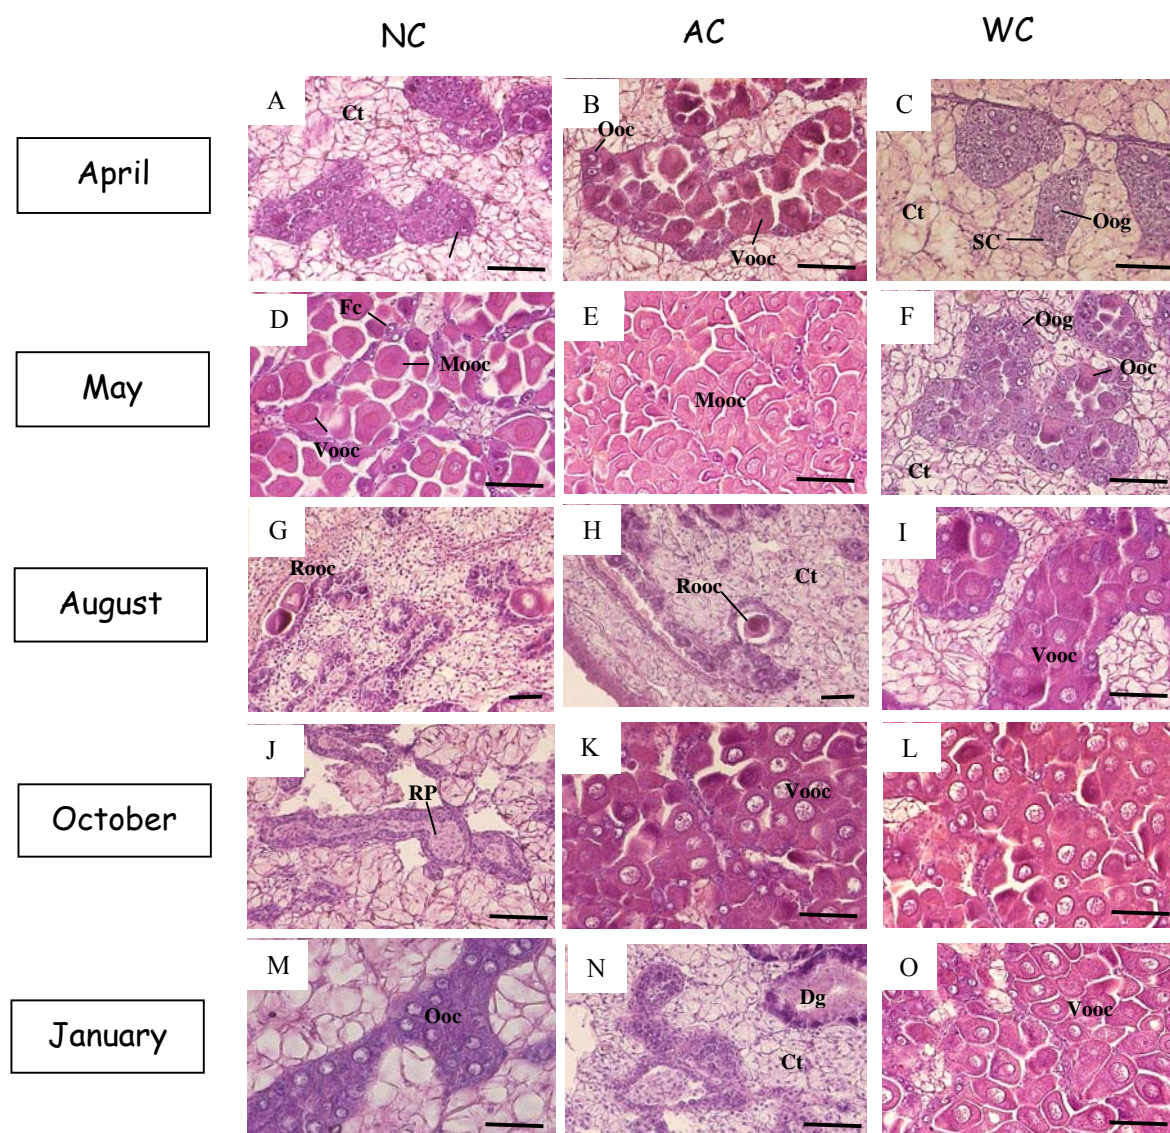 NC AC WC
April
A
Ct
B
Ooc
Vooc
C
Ct
SC
Oog
May
D
Fc
Mooc
Vooc
E
Mooc
F
Oog
Ooc
Ct
August
G
Rooc
H
Rooc
Ct
I
Vooc
October
J
RP
K
Vooc
L
January
M
Ooc
N
Dg
Ct
O
Vooc